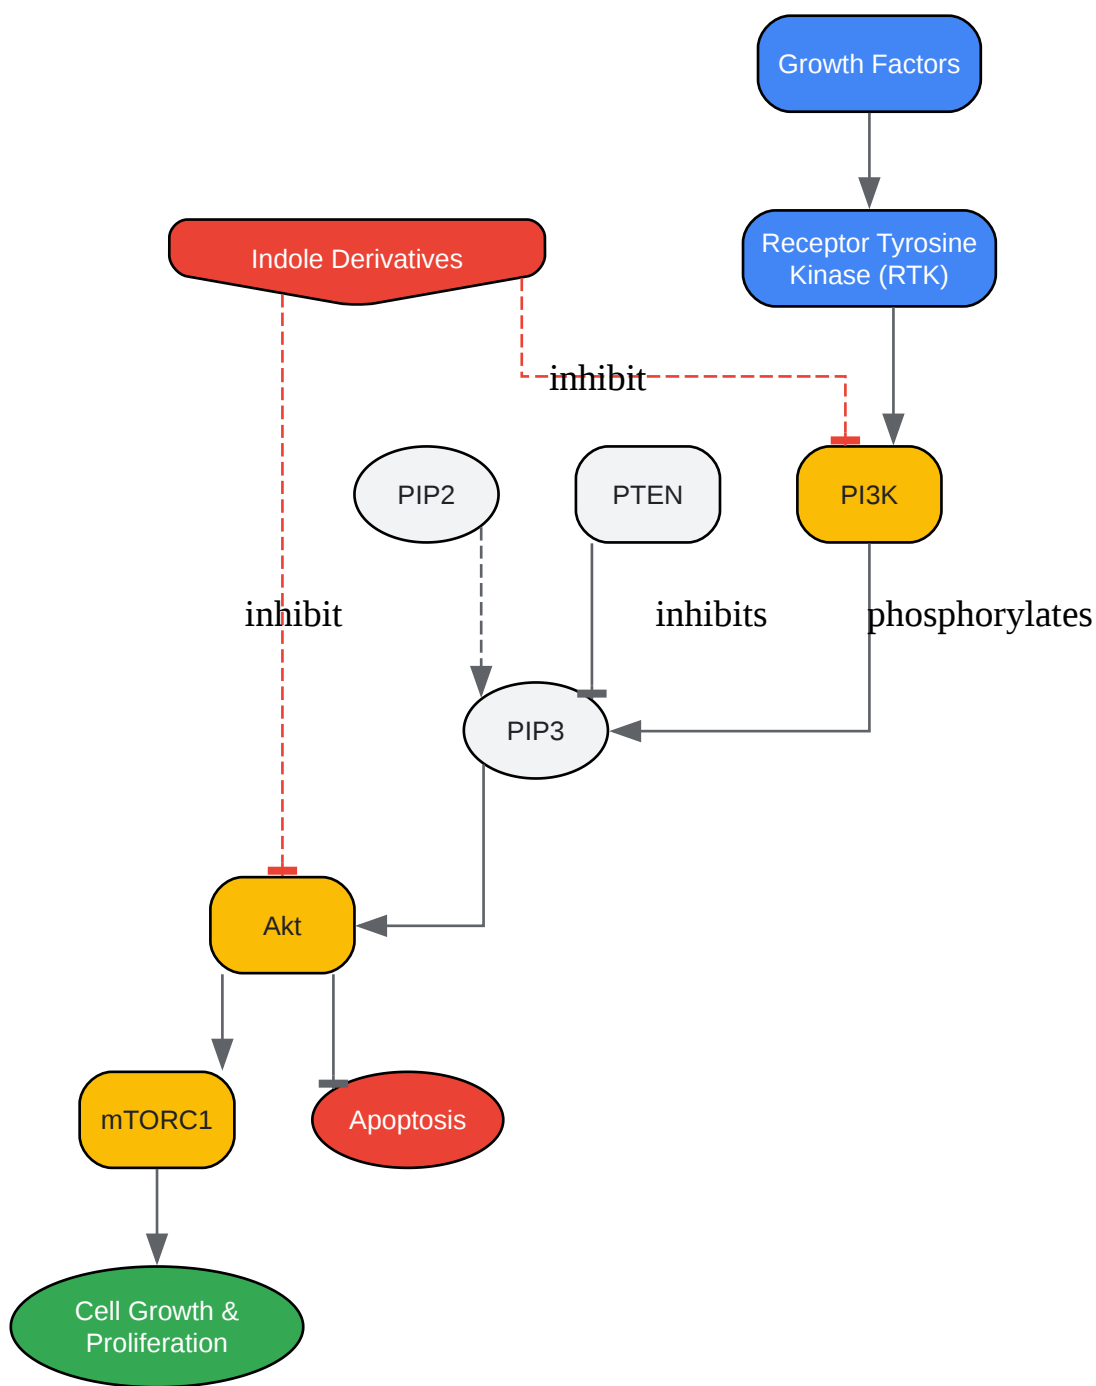 Growth Factors
Receptor Tyrosine
Kinase (RTK)
Indole Derivatives
inhibit
PIP2
PTEN
PI3K
inhibit
inhibits
phosphorylates
PIP3
Akt
mTORC1
Apoptosis
Cell Growth &
Proliferation